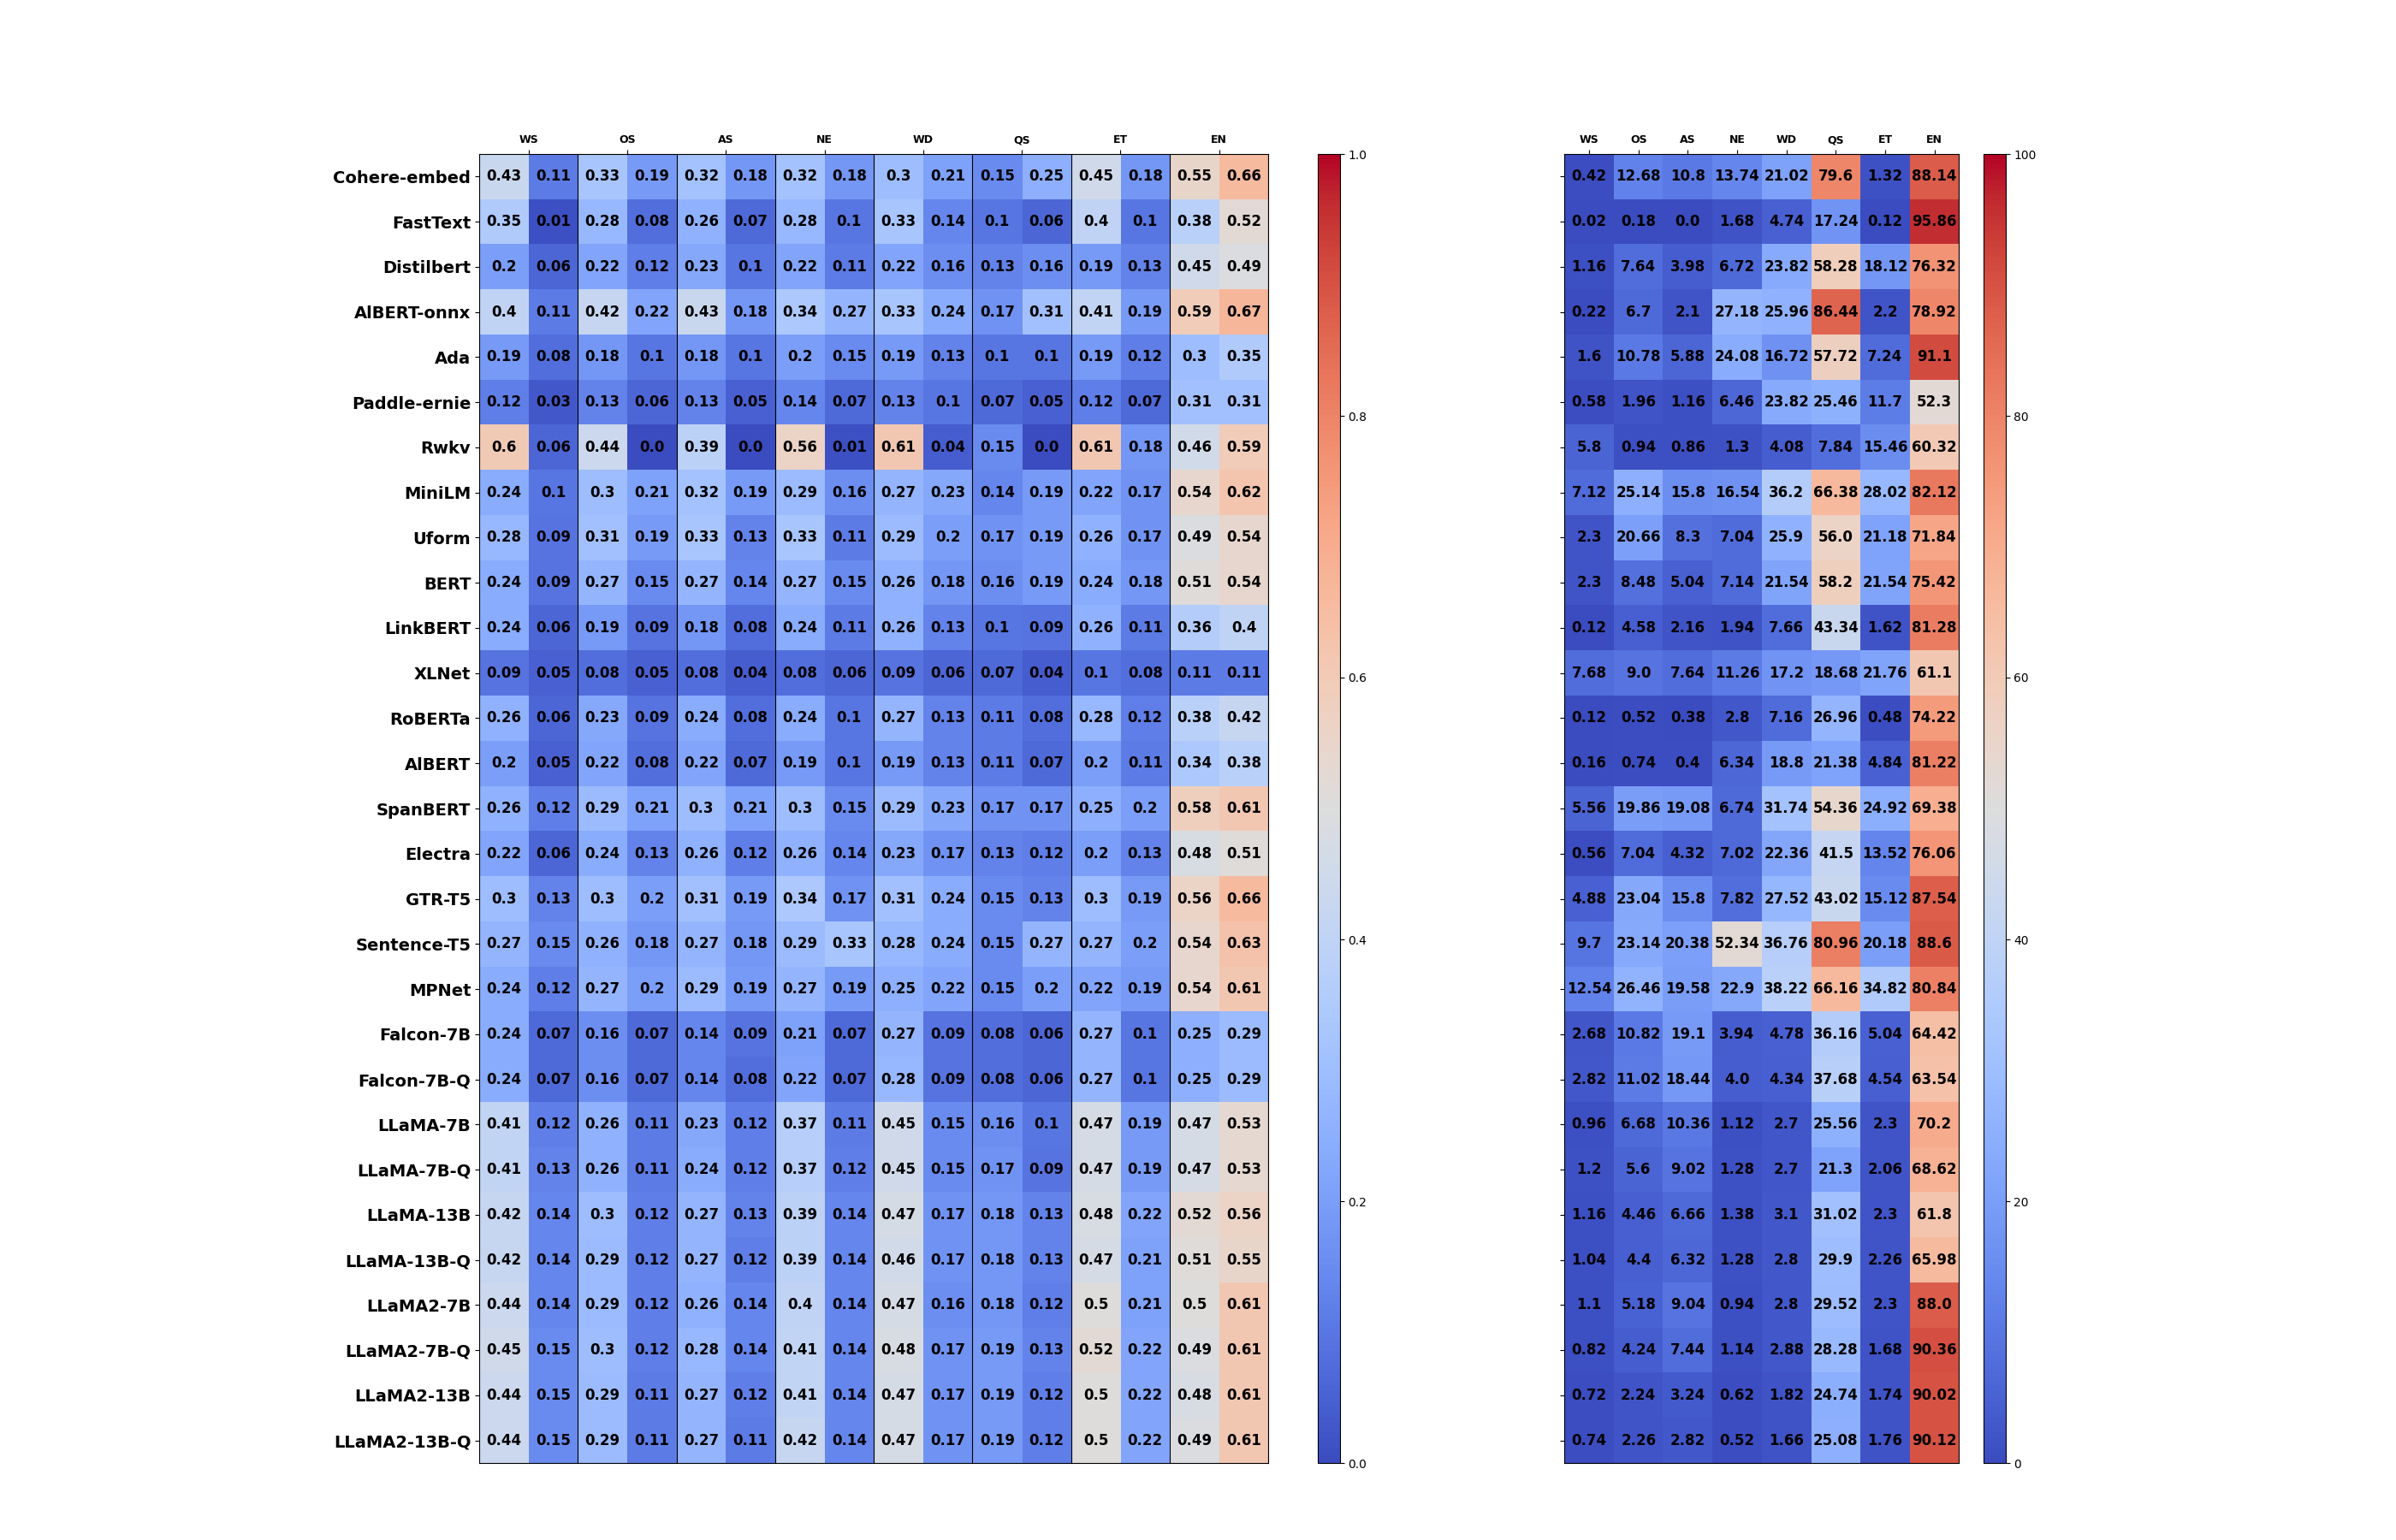 WS OS AS NE WD QS ET EN WS OS AS NE WD QS ET EN
Cohere-embed 0.43 0.11 0.33 0.19 0.32 0.18 0.32 0.18 0.3 0.21 0.15 0.25 0.45 0.18 0.55 0.66 1.0 0.42 12.68 10.8 13.74 21.02 79.6 1.32 88.14 100
FastText 0.35 0.01 0.28 0.08 0.26 0.07 0.28 0.1 0.33 0.14 0.1 0.06 0.4 0.1 0.38 0.52 0.02 0.18 0.0 1.68 4.74 17.24 0.12 95.86
Distilbert 0.2 0.06 0.22 0.12 0.23 0.1 0.22 0.11 0.22 0.16 0.13 0.16 0.19 0.13 0.45 0.49 1.16 7.64 3.98 6.72 23.82 58.28 18.12 76.32
AlBERT-onnx 0.4 0.11 0.42 0.22 0.43 0.18 0.34 0.27 0.33 0.24 0.17 0.31 0.41 0.19 0.59 0.67 0.22 6.7 2.1 27.18 25.96 86.44 2.2 78.92
Ada 0.19 0.08 0.18 0.1 0.18 0.1 0.2 0.15 0.19 0.13 0.1 0.1 0.19 0.12 0.3 0.35 1.6 10.78 5.88 24.08 16.72 57.72 7.24 91.1
Paddle-ernie 0.12 0.03 0.13 0.06 0.13 0.05 0.14 0.07 0.13 0.1 0.07 0.05 0.12 0.07 0.31 0.31 0.8 0.58 1.96 1.16 6.46 23.82 25.46 11.7 52.3 80
Rwkv 0.6 0.06 0.44 0.0 0.39 0.0 0.56 0.01 0.61 0.04 0.15 0.0 0.61 0.18 0.46 0.59 5.8 0.94 0.86 1.3 4.08 7.84 15.46 60.32
MiniLM 0.24 0.1 0.3 0.21 0.32 0.19 0.29 0.16 0.27 0.23 0.14 0.19 0.22 0.17 0.54 0.62 7.12 25.14 15.8 16.54 36.2 66.38 28.02 82.12
Uform 0.28 0.09 0.31 0.19 0.33 0.13 0.33 0.11 0.29 0.2 0.17 0.19 0.26 0.17 0.49 0.54 2.3 20.66 8.3 7.04 25.9 56.0 21.18 71.84
BERT 0.24 0.09 0.27 0.15 0.27 0.14 0.27 0.15 0.26 0.18 0.16 0.19 0.24 0.18 0.51 0.54 2.3 8.48 5.04 7.14 21.54 58.2 21.54 75.42
LinkBERT 0.24 0.06 0.19 0.09 0.18 0.08 0.24 0.11 0.26 0.13 0.1 0.09 0.26 0.11 0.36 0.4 0.12 4.58 2.16 1.94 7.66 43.34 1.62 81.28
XLNet 0.09 0.05 0.08 0.05 0.08 0.04 0.08 0.06 0.09 0.06 0.07 0.04 0.1 0.08 0.11 0.11 0.6 7.68 9.0 7.64 11.26 17.2 18.68 21.76 61.1 60
RoBERTa 0.26 0.06 0.23 0.09 0.24 0.08 0.24 0.1 0.27 0.13 0.11 0.08 0.28 0.12 0.38 0.42 0.12 0.52 0.38 2.8 7.16 26.96 0.48 74.22
AlBERT 0.2 0.05 0.22 0.08 0.22 0.07 0.19 0.1 0.19 0.13 0.11 0.07 0.2 0.11 0.34 0.38 0.16 0.74 0.4 6.34 18.8 21.38 4.84 81.22
SpanBERT 0.26 0.12 0.29 0.21 0.3 0.21 0.3 0.15 0.29 0.23 0.17 0.17 0.25 0.2 0.58 0.61 5.56 19.86 19.08 6.74 31.74 54.36 24.92 69.38
Electra 0.22 0.06 0.24 0.13 0.26 0.12 0.26 0.14 0.23 0.17 0.13 0.12 0.2 0.13 0.48 0.51 0.56 7.04 4.32 7.02 22.36 41.5 13.52 76.06
GTR-T5 0.3 0.13 0.3 0.2 0.31 0.19 0.34 0.17 0.31 0.24 0.15 0.13 0.3 0.19 0.56 0.66 4.88 23.04 15.8 7.82 27.52 43.02 15.12 87.54
Sentence-T5 0.27 0.15 0.26 0.18 0.27 0.18 0.29 0.33 0.28 0.24 0.15 0.27 0.27 0.2 0.54 0.63 0.4 9.7 23.14 20.38 52.34 36.76 80.96 20.18 88.6 40
MPNet 0.24 0.12 0.27 0.2 0.29 0.19 0.27 0.19 0.25 0.22 0.15 0.2 0.22 0.19 0.54 0.61 12.54 26.46 19.58 22.9 38.22 66.16 34.82 80.84
Falcon-7B 0.24 0.07 0.16 0.07 0.14 0.09 0.21 0.07 0.27 0.09 0.08 0.06 0.27 0.1 0.25 0.29 2.68 10.82 19.1 3.94 4.78 36.16 5.04 64.42
Falcon-7B-Q 0.24 0.07 0.16 0.07 0.14 0.08 0.22 0.07 0.28 0.09 0.08 0.06 0.27 0.1 0.25 0.29 2.82 11.02 18.44 4.0 4.34 37.68 4.54 63.54
LLaMA-7B 0.41 0.12 0.26 0.11 0.23 0.12 0.37 0.11 0.45 0.15 0.16 0.1 0.47 0.19 0.47 0.53 0.96 6.68 10.36 1.12 2.7 25.56 2.3 70.2
LLaMA-7B-Q 0.41 0.13 0.26 0.11 0.24 0.12 0.37 0.12 0.45 0.15 0.17 0.09 0.47 0.19 0.47 0.53 1.2 5.6 9.02 1.28 2.7 21.3 2.06 68.62
LLaMA-13B 0.42 0.14 0.3 0.12 0.27 0.13 0.39 0.14 0.47 0.17 0.18 0.13 0.48 0.22 0.52 0.56 0.2 1.16 4.46 6.66 1.38 3.1 31.02 2.3 61.8 20
LLaMA-13B-Q 0.42 0.14 0.29 0.12 0.27 0.12 0.39 0.14 0.46 0.17 0.18 0.13 0.47 0.21 0.51 0.55 1.04 4.4 6.32 1.28 2.8 29.9 2.26 65.98
LLaMA2-7B 0.44 0.14 0.29 0.12 0.26 0.14 0.4 0.14 0.47 0.16 0.18 0.12 0.5 0.21 0.5 0.61 1.1 5.18 9.04 0.94 2.8 29.52 2.3 88.0
LLaMA2-7B-Q 0.45 0.15 0.3 0.12 0.28 0.14 0.41 0.14 0.48 0.17 0.19 0.13 0.52 0.22 0.49 0.61 0.82 4.24 7.44 1.14 2.88 28.28 1.68 90.36
LLaMA2-13B 0.44 0.15 0.29 0.11 0.27 0.12 0.41 0.14 0.47 0.17 0.19 0.12 0.5 0.22 0.48 0.61 0.72 2.24 3.24 0.62 1.82 24.74 1.74 90.02
LLaMA2-13B-Q 0.44 0.15 0.29 0.11 0.27 0.11 0.42 0.14 0.47 0.17 0.19 0.12 0.5 0.22 0.49 0.61 0.0 0.74 2.26 2.82 0.52 1.66 25.08 1.76 90.12 0